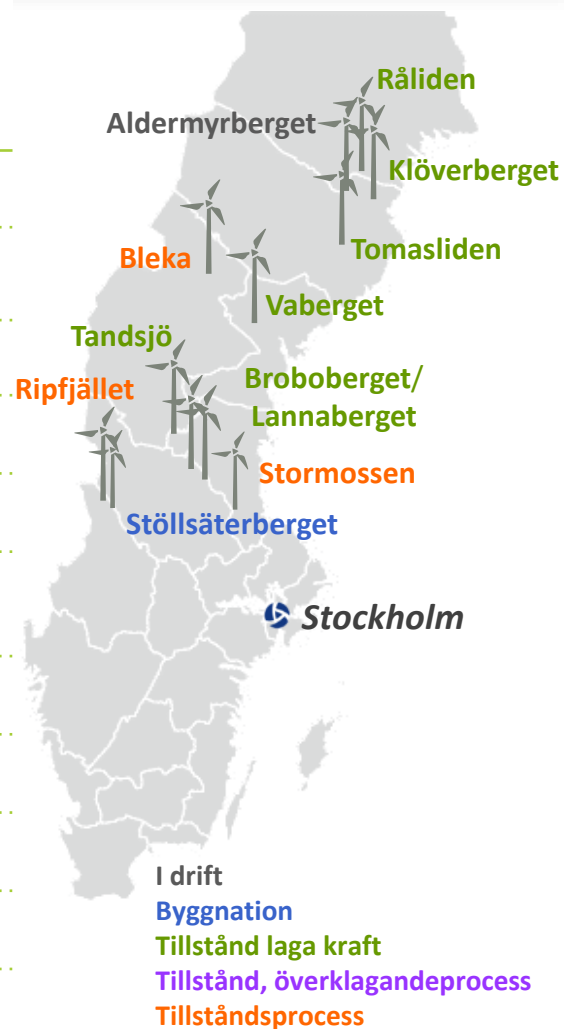 Råliden
Aldermyrberget
Klöverberget
Tomasliden
Bleka
Vaberget
Tandsjö
Broboberget/
Lannaberget
Ripfjället
Stormossen
Stöllsäterberget
Stockholm
I drift
Byggnation
Tillstånd laga kraft
Tillstånd, överklagandeprocess
Tillståndsprocess